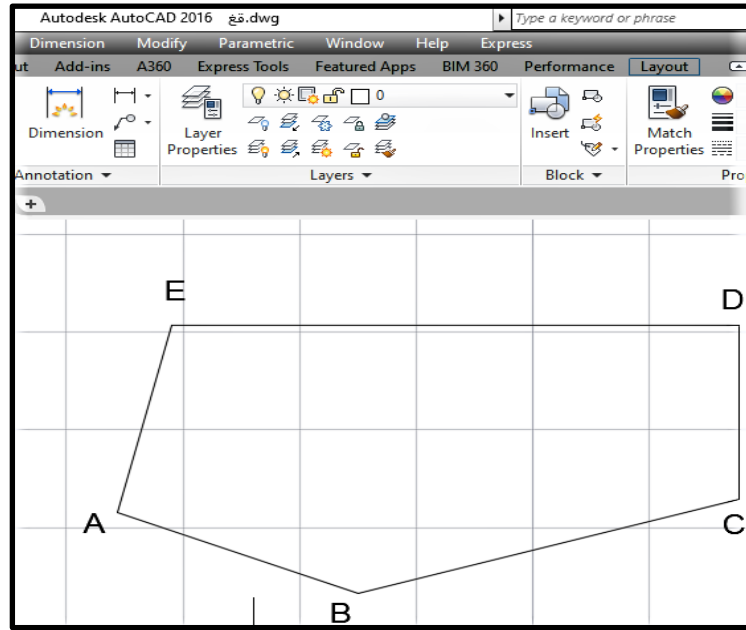 Autodesk AutoCAD 2016 قغ.dwg
Type a keyword or phrase
Dimension Modify Parametric Window Help Express
ut Add-ins A360 Express Tools Featured Apps BIM 360 Performance Layout
0
Dimension
Layer
Properties
Insert
Match
Properties
Annotation
Layers
Block
Pro
+
E
D
A
C
B